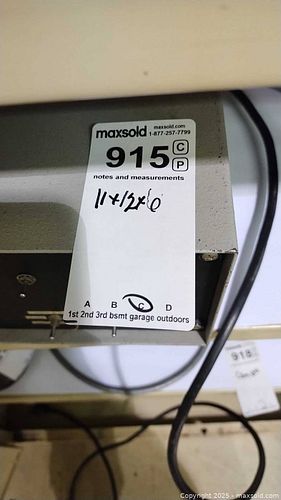 maxsold maxsold.com
1-877-257-7799
915 C
P
notes and measurements
11x12x6
A B C D
1st 2nd 3rd bsmt garage outdoors
918
Copyright © 2025 - maxsold.com